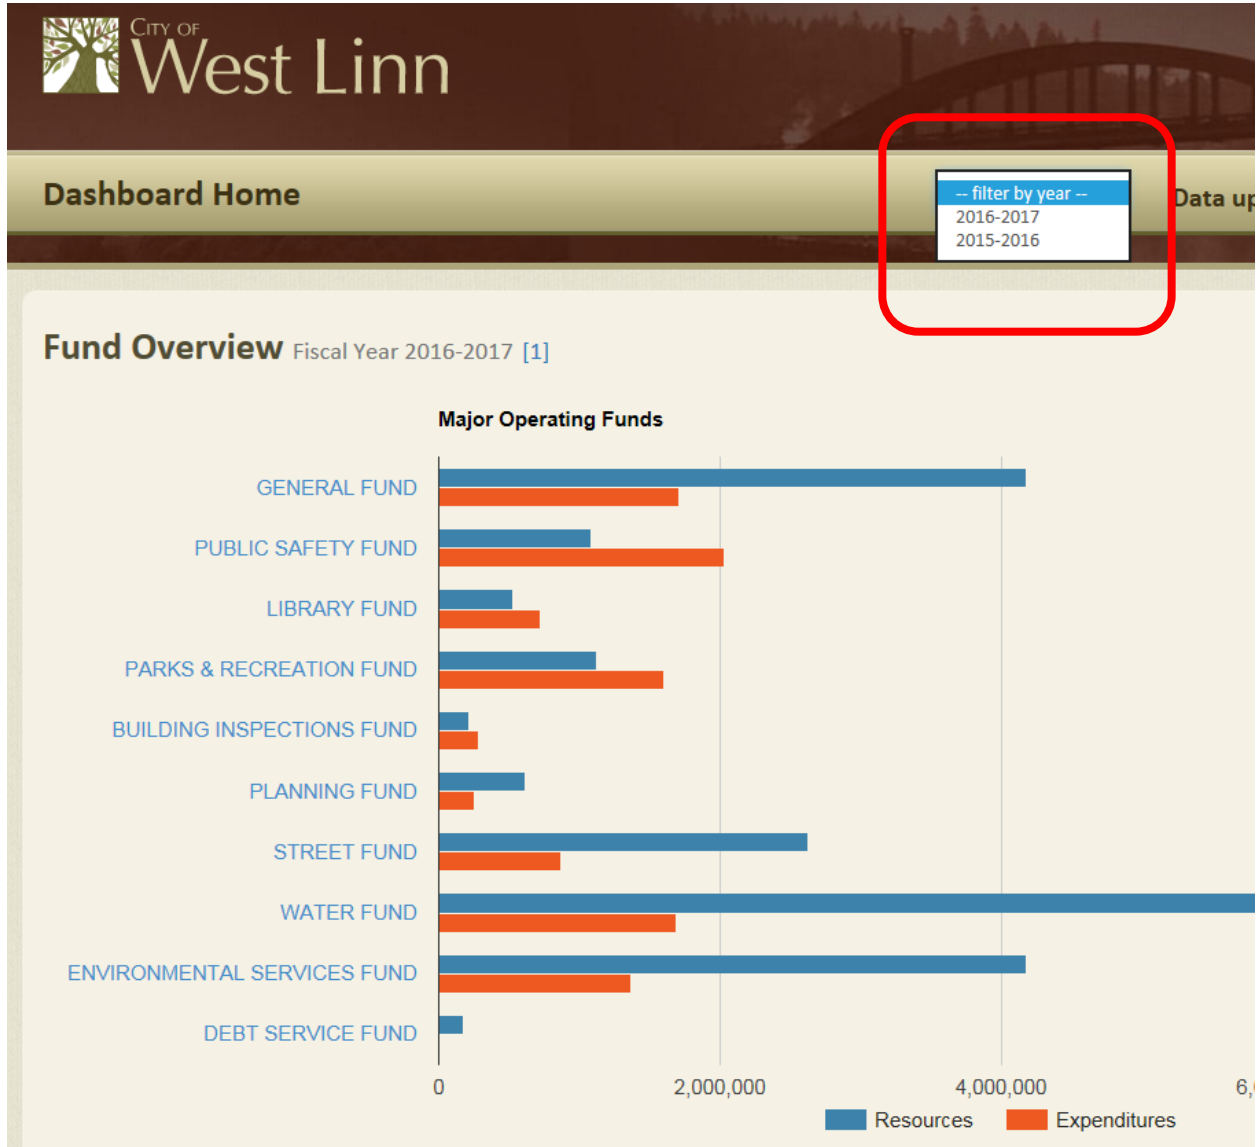 CITY OF
West Linn
Dashboard Home
-- filter by year --
2016-2017
2015-2016
Data up
Fund Overview Fiscal Year 2016-2017 [1]
Major Operating Funds
GENERAL FUND
PUBLIC SAFETY FUND
LIBRARY FUND
PARKS & RECREATION FUND
BUILDING INSPECTIONS FUND
PLANNING FUND
STREET FUND
WATER FUND
ENVIRONMENTAL SERVICES FUND
DEBT SERVICE FUND
0 2,000,000 4,000,000 6,
Resources Expenditures